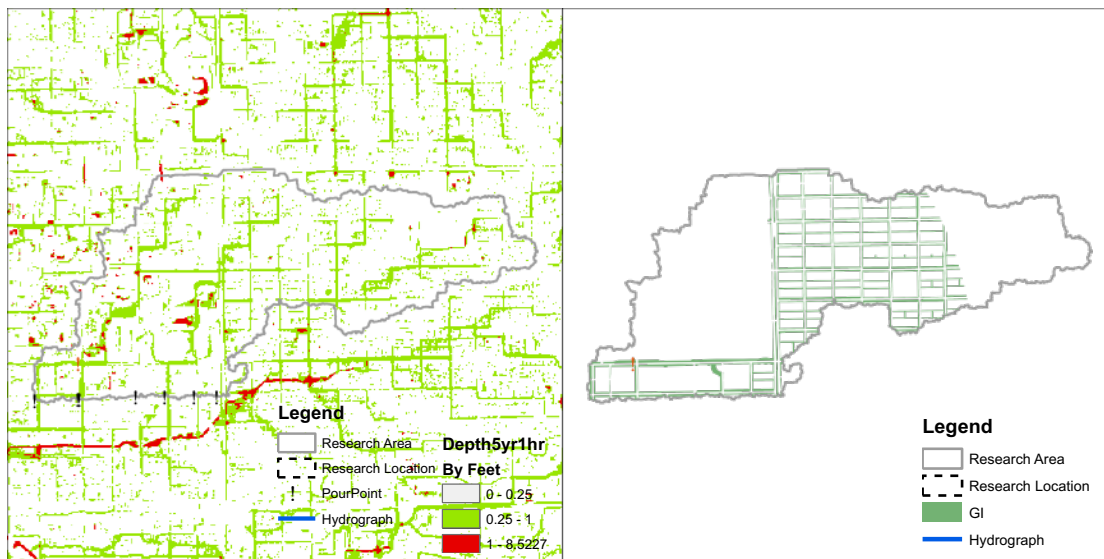 Legend
Research Area
Research Location
! PourPoint
Hydrograph
Depth5yr1hr
By Feet
0 - 0.25
0.25 - 1
1 - 8.5227
Legend
Research Area
Research Location
GI
Hydrograph